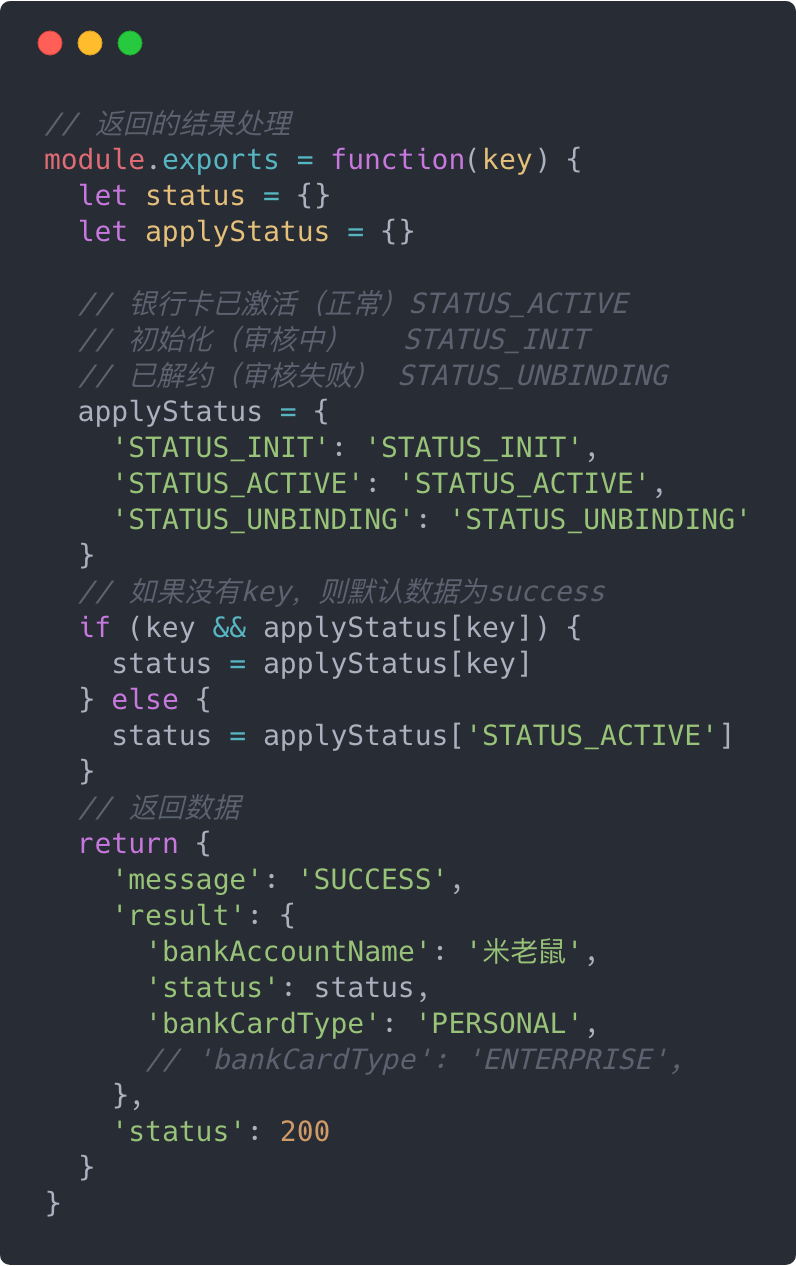 // 返回的结果处理
module.exports = function(key) {
  let status = {}
  let applyStatus = {}

  // 银行卡已激活（正常）STATUS_ACTIVE
  // 初始化（审核中）   STATUS_INIT
  // 已解约（审核失败） STATUS_UNBINDING
  applyStatus = {
    'STATUS_INIT': 'STATUS_INIT',
    'STATUS_ACTIVE': 'STATUS_ACTIVE',
    'STATUS_UNBINDING': 'STATUS_UNBINDING'
  }
  // 如果没有key，则默认数据为success
  if (key && applyStatus[key]) {
    status = applyStatus[key]
  } else {
    status = applyStatus['STATUS_ACTIVE']
  }
  // 返回数据
  return {
    'message': 'SUCCESS',
    'result': {
      'bankAccountName': '米老鼠',
      'status': status,
      'bankCardType': 'PERSONAL',
      // 'bankCardType': 'ENTERPRISE',
    },
    'status': 200
  }
}